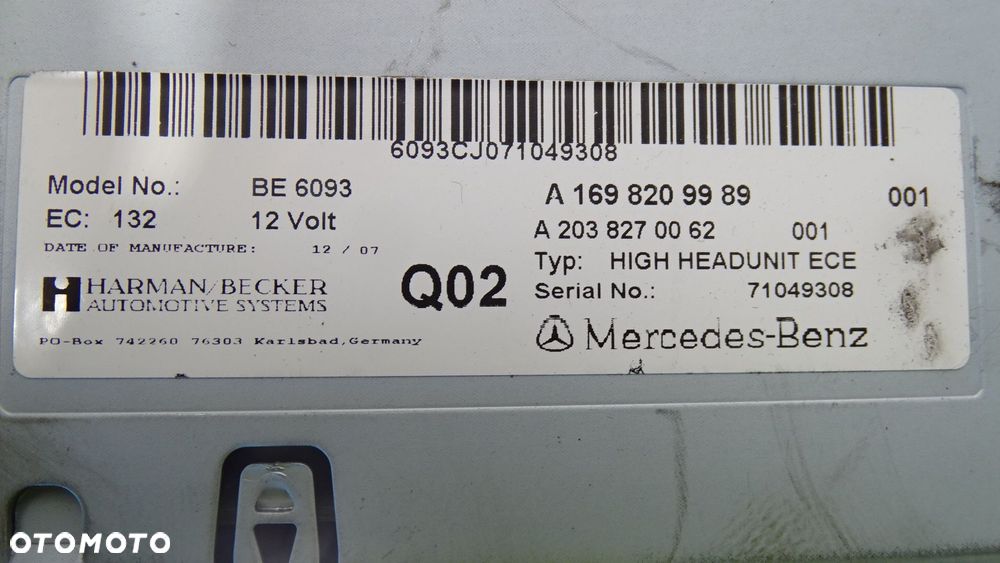 6093CJ071049308
Model No.: BE 6093
A 169 820 99 89 001
EC: 132 12 Volt
A 203 827 00 62 001
DATE OF MANUFACTURE: 12 / 07
Typ: HIGH HEADUNIT ECE
HARMAN/BECKER
AUTOMOTIVE SYSTEMS
Q02
Serial No.: 71049308
PO-Box 742260 76303 Karlsbad, Germany
Mercedes-Benz
OTOMOTO